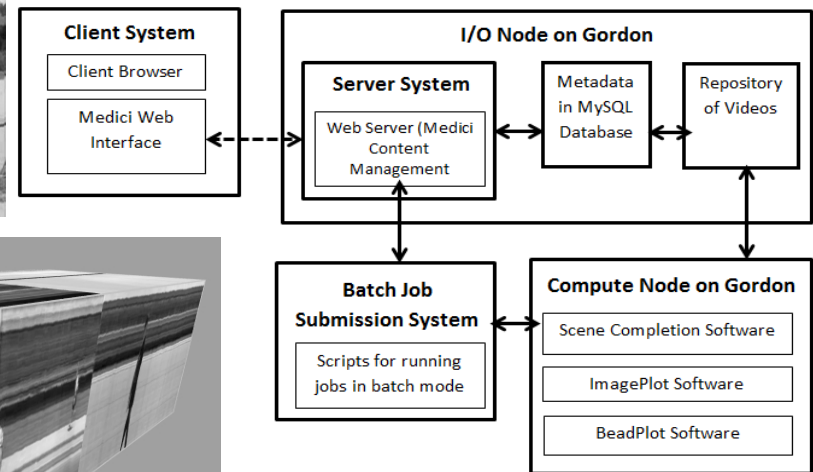 Client System
Client Browser
Medici Web
Interface
I/O Node on Gordon
Server System
Web Server (Medici
Content
Management
Metadata
in MySQL
Database
Repository
of Videos
Batch Job
Submission System
Scripts for running
jobs in batch mode
Compute Node on Gordon
Scene Completion Software
ImagePlot Software
BeadPlot Software